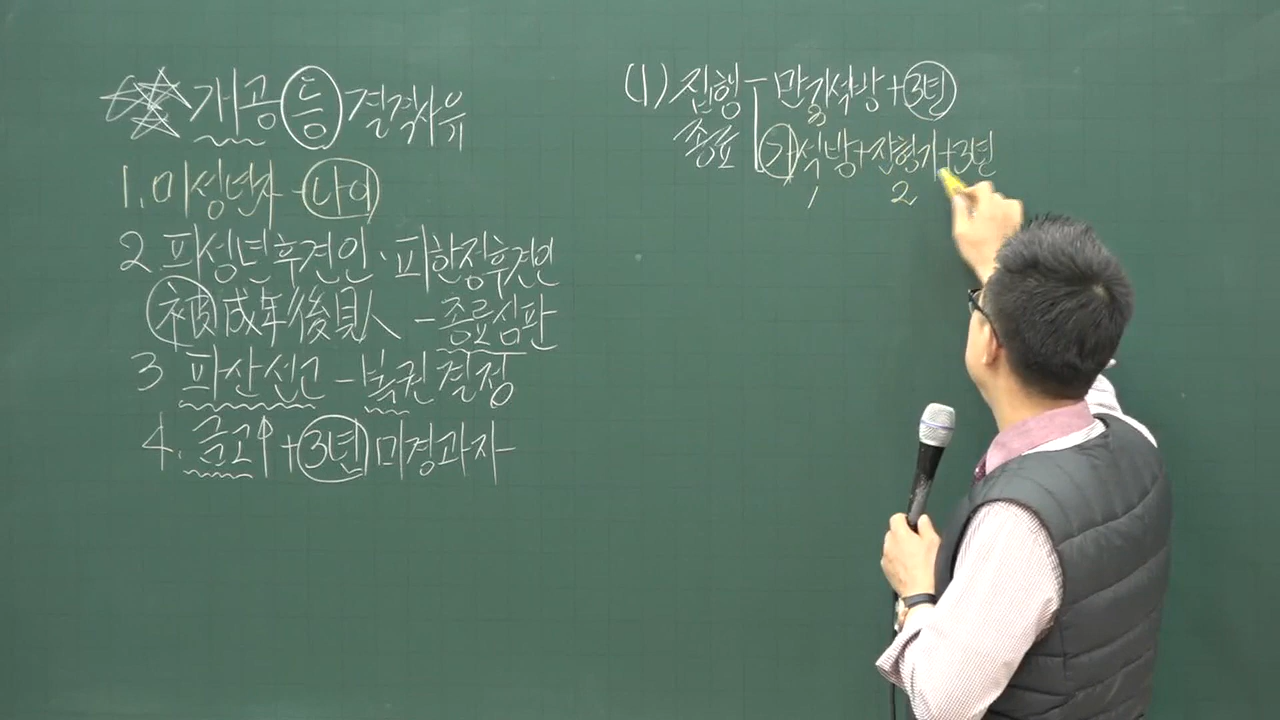 개공 등 결격사유
1. 미성년자 - 나이
2 피성년후견인 · 피한정후견인
被成年後見人 - 종료심판
3 파산선고 - 복권결정
4. 금고↑ + 3년 미경과자
(1) 집행 - 만기석방 + 3년
3
종료 가석방 + 잔형기 + 3년
1 2